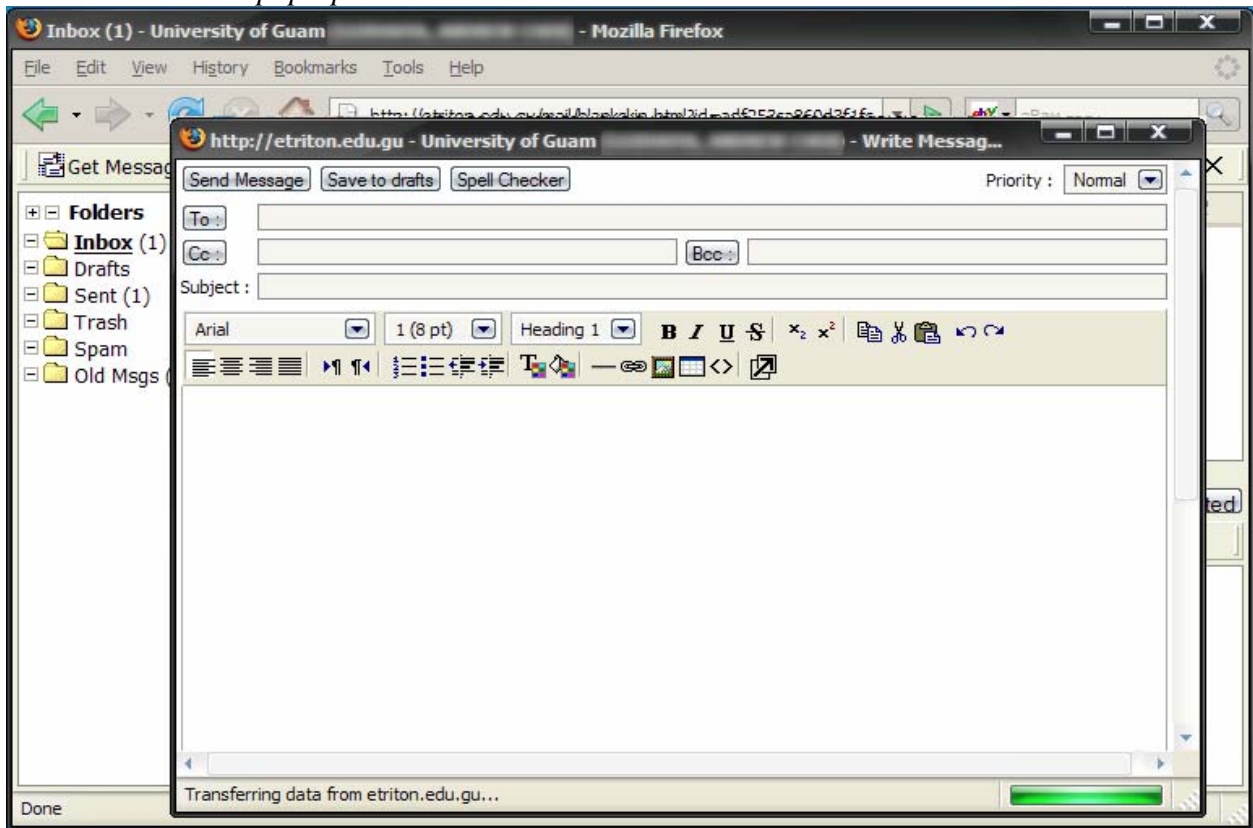 Inbox (1) - University of Guam - Mozilla Firefox
File Edit View History Bookmarks Tools Help
http://etriton.edu.gu - University of Guam - Write Messag...
Get Messag
Send Message Save to drafts Spell Checker Priority : Normal
Folders
To :
Inbox (1)
Cc : Bcc :
Drafts
Sent (1)
Subject :
Trash
Arial 1 (8 pt) Heading 1 B I U S x₂ x²
Spam
Old Msgs (
ted
Transferring data from etriton.edu.gu...
Done